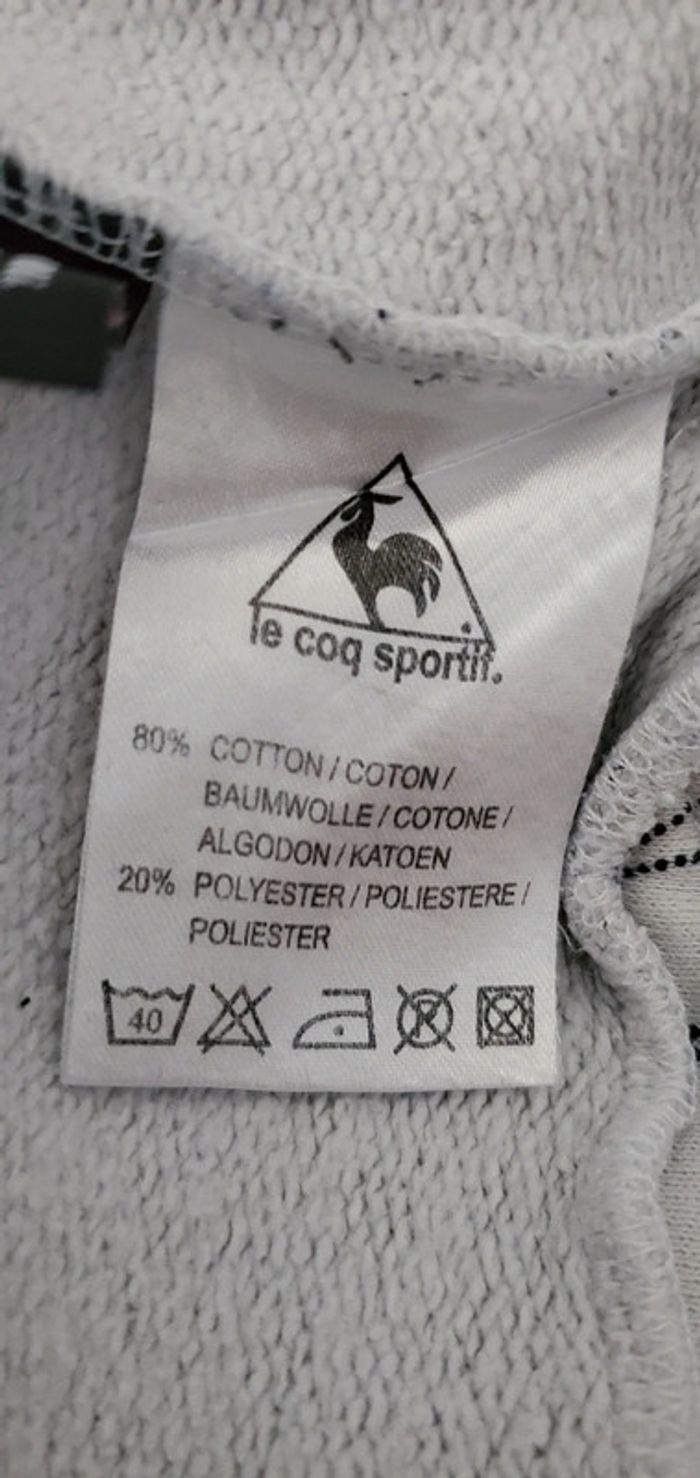 le coq sportif.
80% COTTON / COTON /
BAUMWOLLE / COTONE /
ALGODON / KATOEN
20% POLYESTER / POLIESTERE /
POLIESTER
40 R